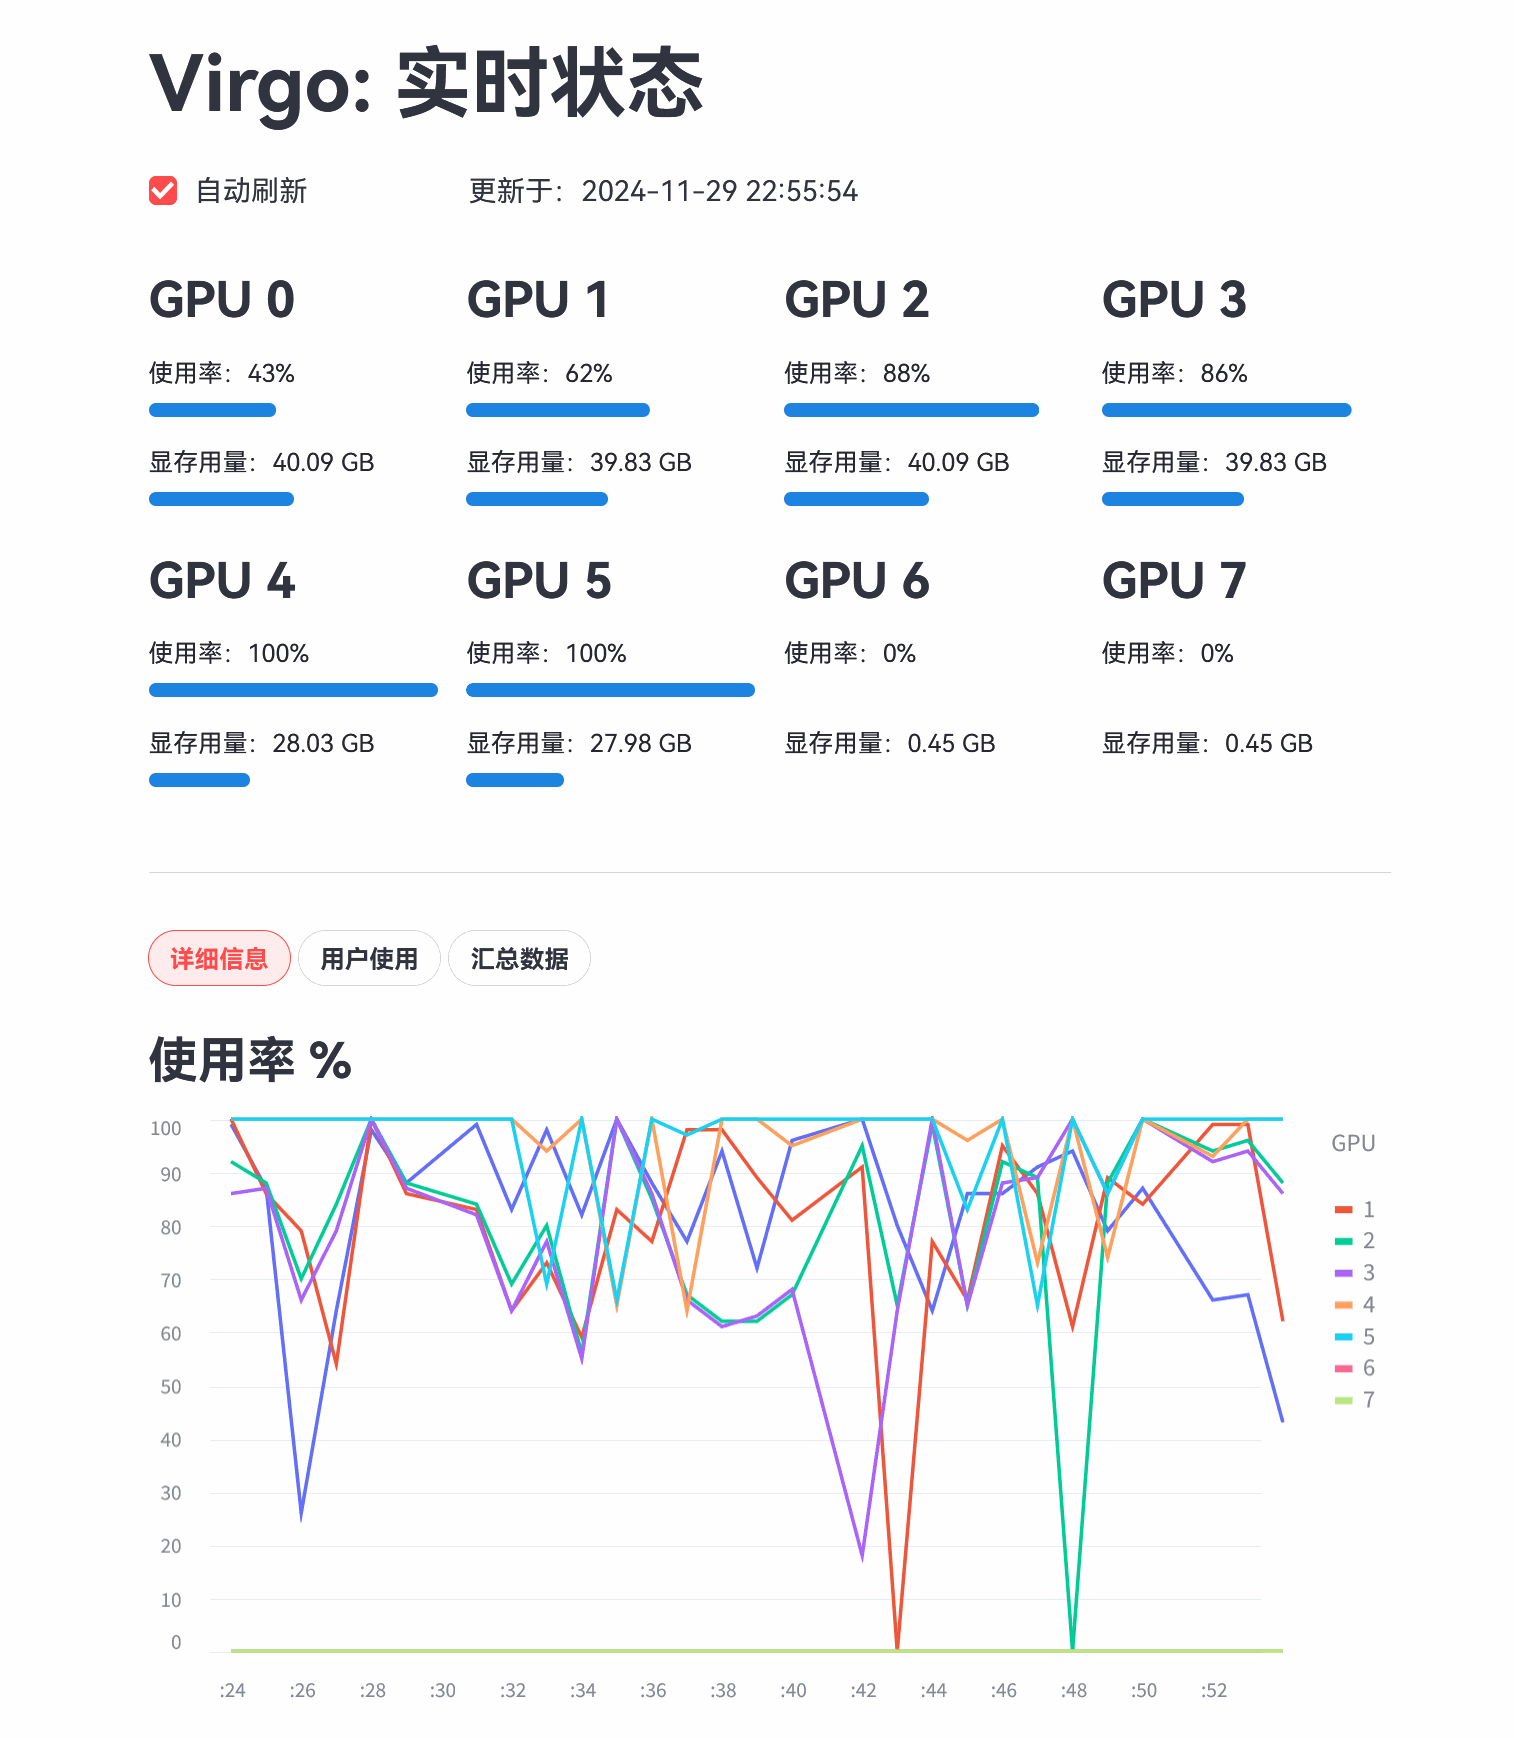 Virgo: 实时状态
自动刷新 更新于：2024-11-29 22:55:54
GPU 0 GPU 1 GPU 2 GPU 3
使用率：43% 使用率：62% 使用率：88% 使用率：86%
显存用量：40.09 GB 显存用量：39.83 GB 显存用量：40.09 GB 显存用量：39.83 GB
GPU 4 GPU 5 GPU 6 GPU 7
使用率：100% 使用率：100% 使用率：0% 使用率：0%
显存用量：28.03 GB 显存用量：27.98 GB 显存用量：0.45 GB 显存用量：0.45 GB
详细信息 用户使用 汇总数据
使用率 %
100
90
80
70
60
50
40
30
20
10
0
:24 :26 :28 :30 :32 :34 :36 :38 :40 :42 :44 :46 :48 :50 :52
GPU
1
2
3
4
5
6
7